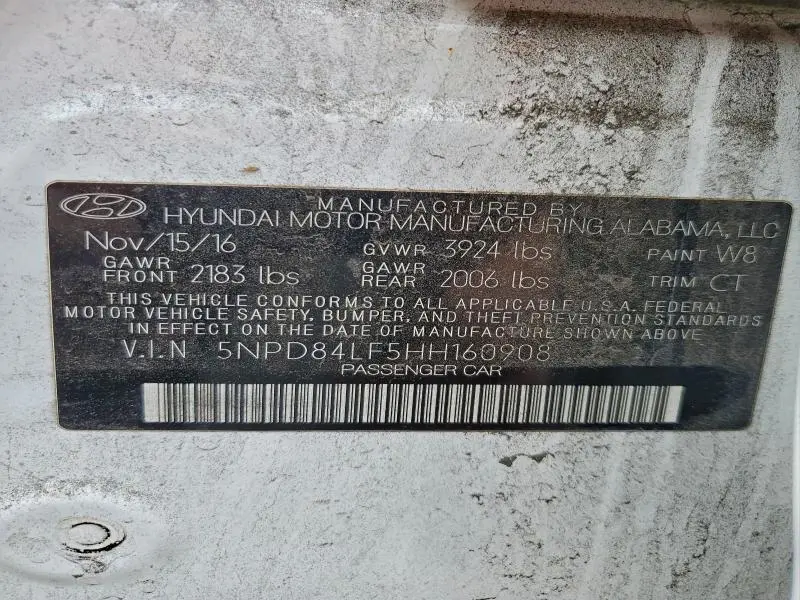 MANUFACTURED BY
HYUNDAI MOTOR MANUFACTURING ALABAMA, LLC
Nov/15/16 GVWR 3924 lbs PAINT W8
GAWR FRONT 2183 lbs GAWR REAR 2006 lbs TRIM CT
THIS VEHICLE CONFORMS TO ALL APPLICABLE U.S.A. FEDERAL
MOTOR VEHICLE SAFETY, BUMPER, AND THEFT PREVENTION STANDARDS
IN EFFECT ON THE DATE OF MANUFACTURE SHOWN ABOVE.
V.I.N 5NPD84LF5HH160908
PASSENGER CAR